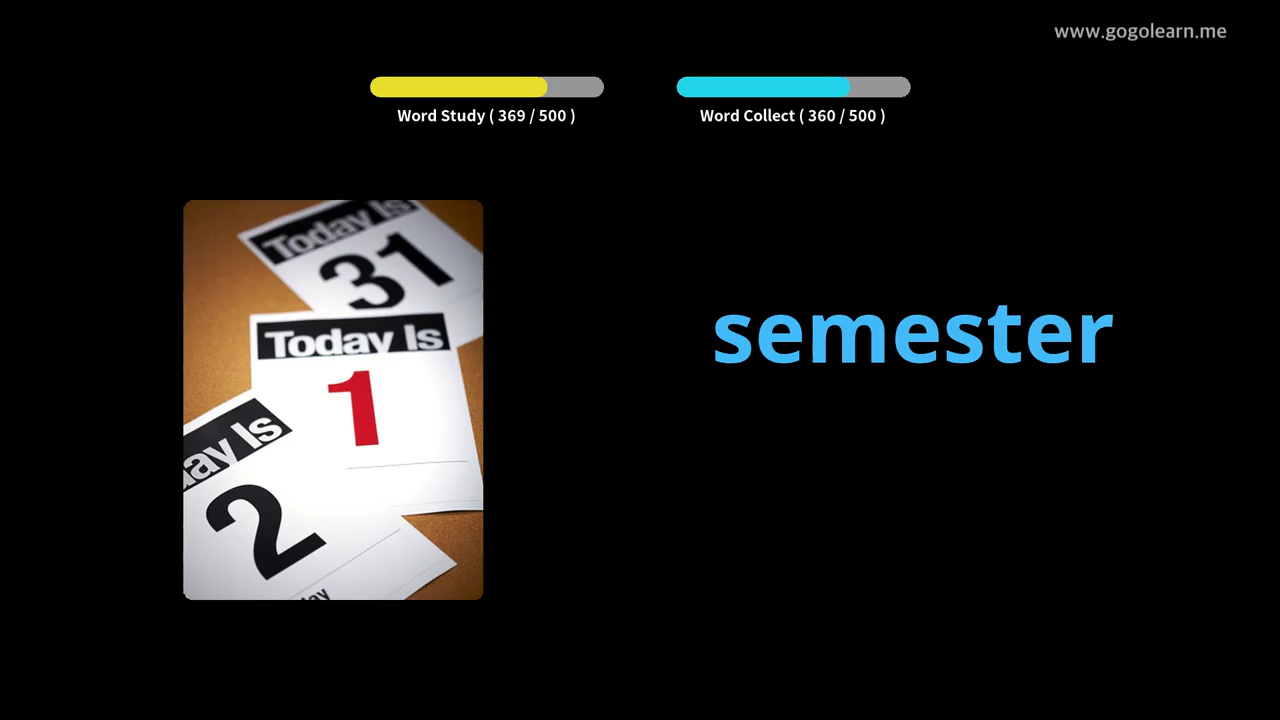 www.gogolearn.me
Word Study ( 369 / 500 )
Word Collect ( 360 / 500 )
Today Is
31
Today Is
1
semester
ay Is
2